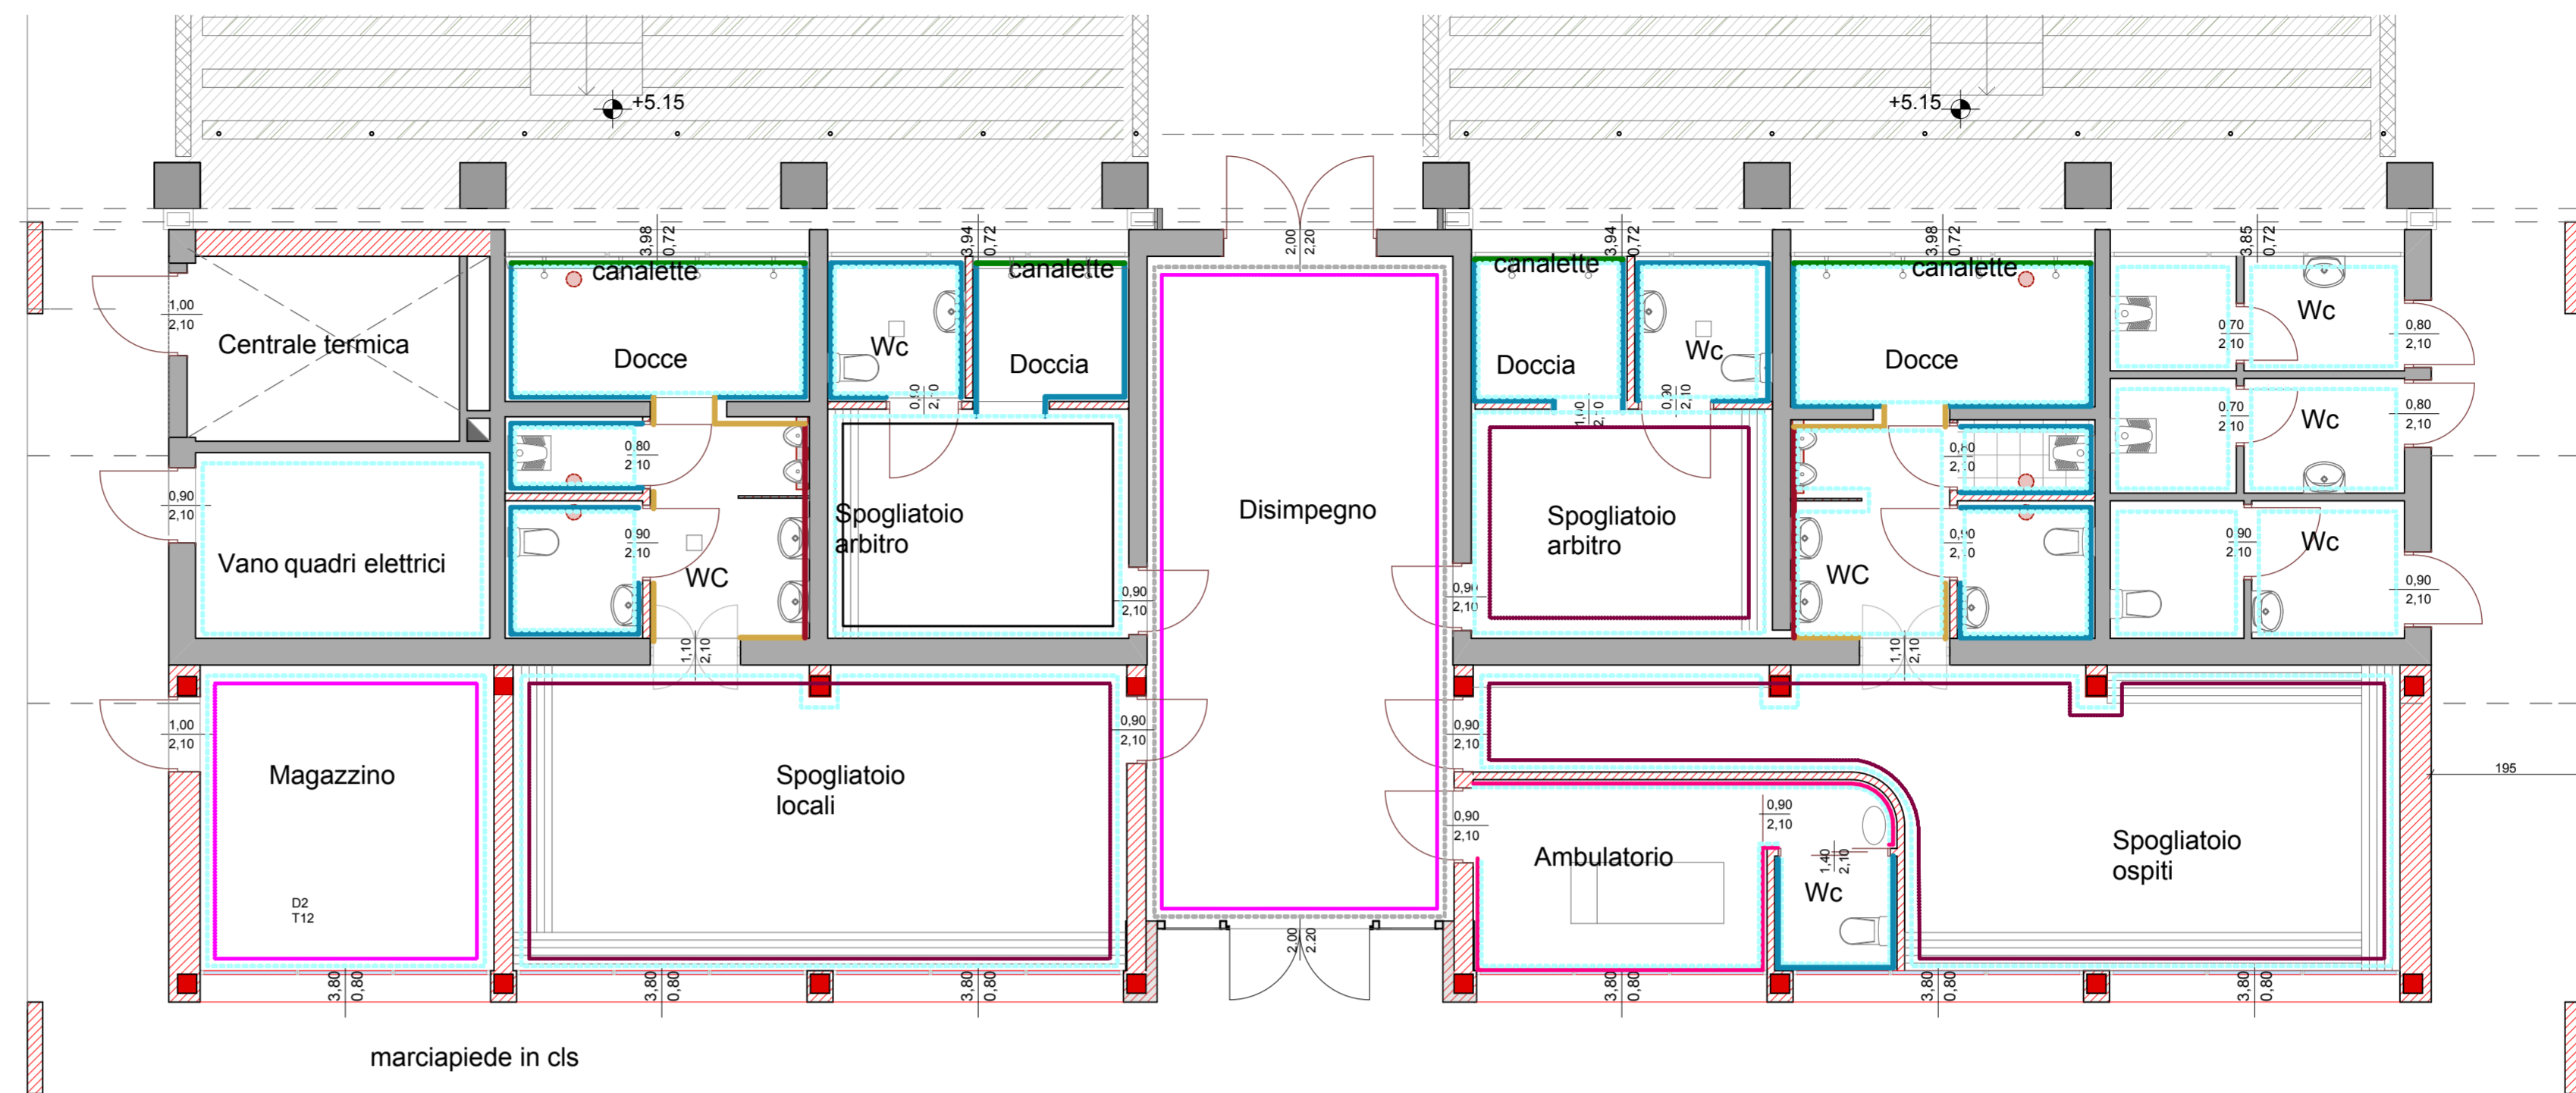 +5.15
+5.15
3,98
0,72
3,94
0,72
2,00
2,20
3,94
0,72
3,98
0,72
3,85
0,72
canalette
canalette
canalette
canalette
1,00
2,10
Centrale termica
Docce
Wc
Doccia
Doccia
Wc
Docce
0,70
2,10
Wc
0,80
2,10
0,90
2,10
1,00
0,70
2,10
Wc
0,80
2,10
0,80
2,10
0,90
2,10
Vano quadri elettrici
0,90
2,10
WC
Spogliatoio
arbitro
Disimpegno
Spogliatoio
arbitro
WC
0,90
2,10
Wc
0,90
2,10
0,90
2,10
0,90
2,10
1,10
2,10
1,10
2,10
1,00
2,10
Magazzino
D2
T12
Spogliatoio
locali
0,90
2,10
0,90
2,10
0,90
2,10
Ambulatorio
0,90
2,10
1,40
2,10
Wc
Spogliatoio
ospiti
195
2,00
2,20
3,80
0,80
3,80
0,80
3,80
0,80
3,80
0,80
3,80
0,80
3,80
0,80
marciapiede in cls